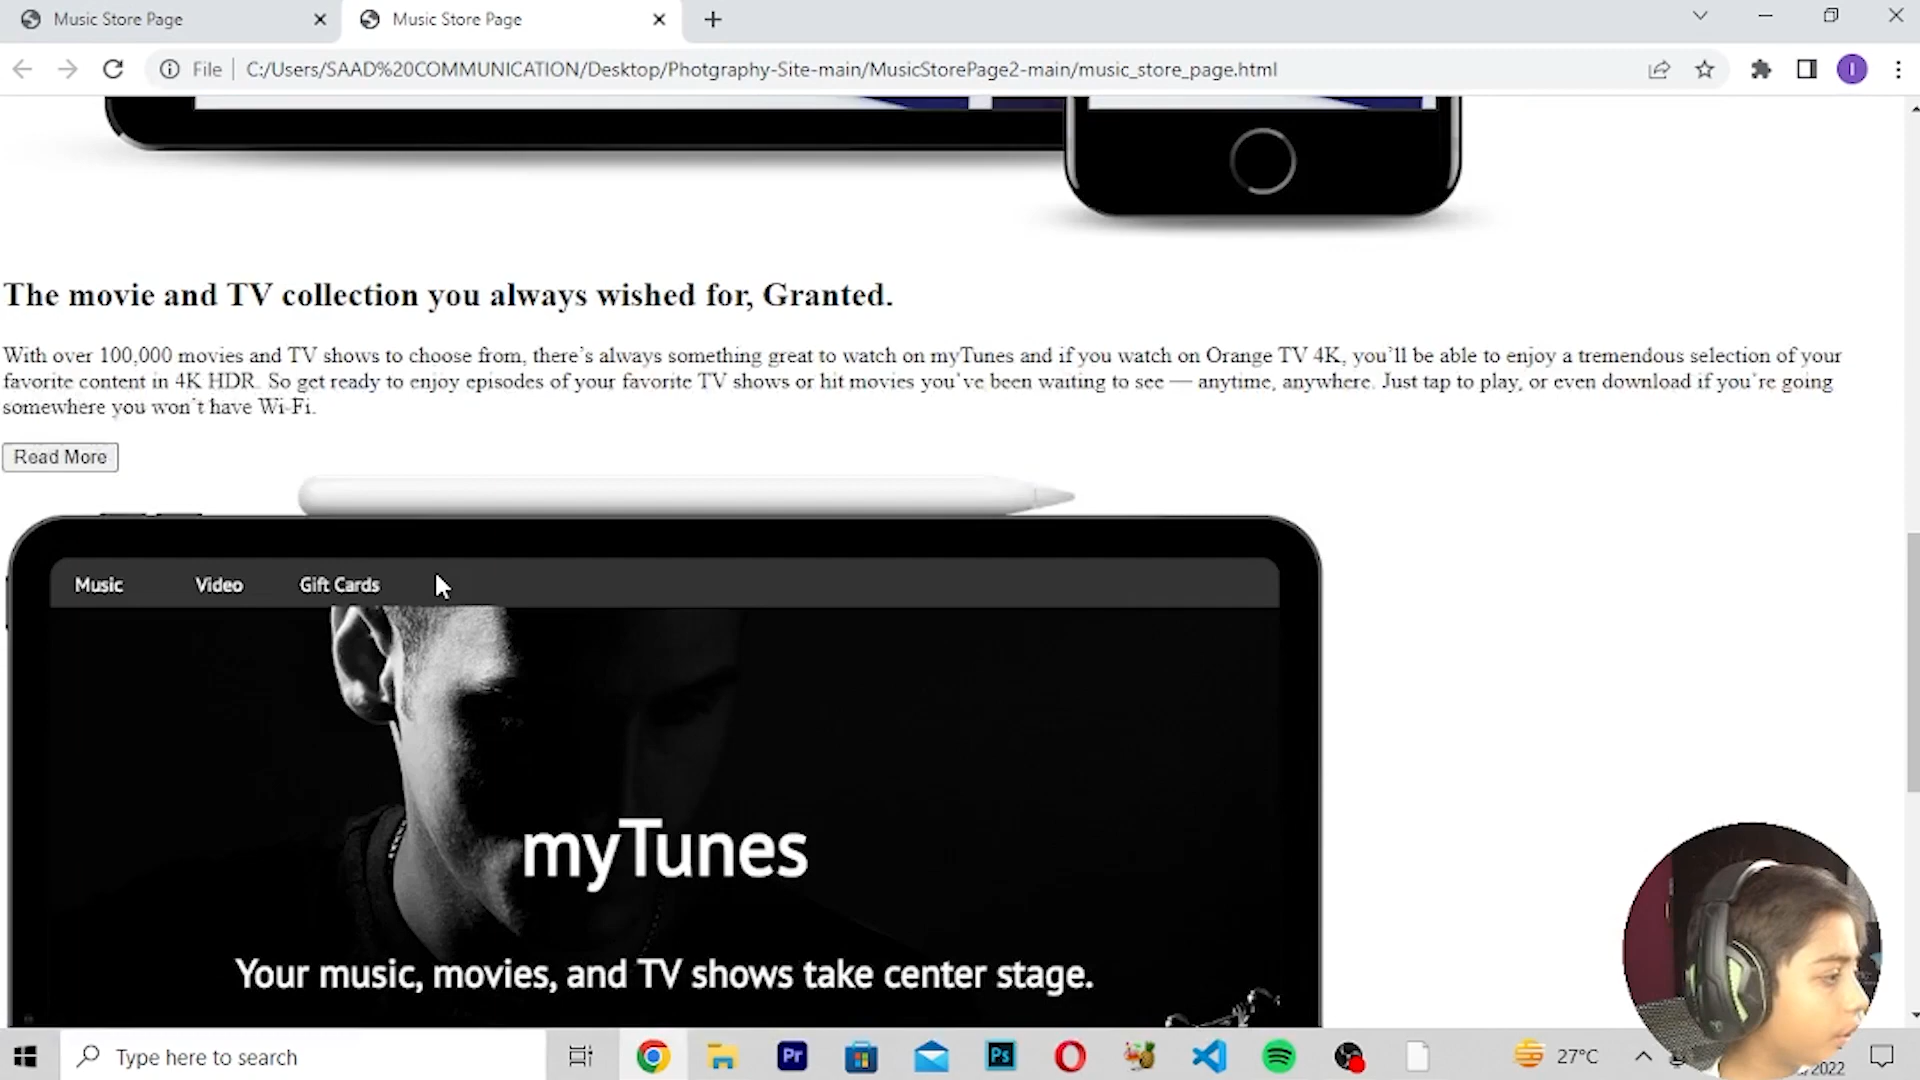 Music Store Page
Music Store Page
File
C:/Users/SAAD%20COMMUNICATION/Desktop/Photgraphy-Site-main/MusicStorePage2-main/music_store_page.html
I
The movie and TV collection you always wished for, Granted.
With over 100,000 movies and TV shows to choose from, there’s always something great to watch on myTunes and if you watch on Orange TV 4K, you’ll be able to enjoy a tremendous selection of your
favorite content in 4K HDR. So get ready to enjoy episodes of your favorite TV shows or hit movies you’ve been waiting to see — anytime, anywhere. Just tap to play, or even download if you’re going
somewhere you won’t have Wi-Fi.
Read More
Music Video Gift Cards
myTunes
Your music, movies, and TV shows take center stage.
Type here to search
Pr
Ps
27°C
/2022